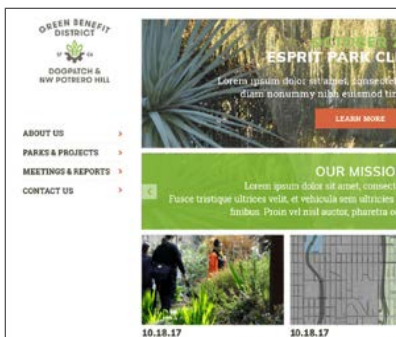 GREEN BENEFIT
DISTRICT
DOGPATCH &
NW POTRERO HILL
ABOUT US
PARKS & PROJECTS
MEETINGS & REPORTS
CONTACT US
ESPRIT PARK CL
Lorem ipsum dolor sit amet, consectet
diam nonummy nibh euismod tin
LEARN MORE
OUR MISSIO
Lorem ipsum dolor sit amet, consect
Fusce tristique ultrices velit, et vehicula sem ultricies
finibus. Proin vel nisl auctor, pharetra o
10.18.17
10.18.17